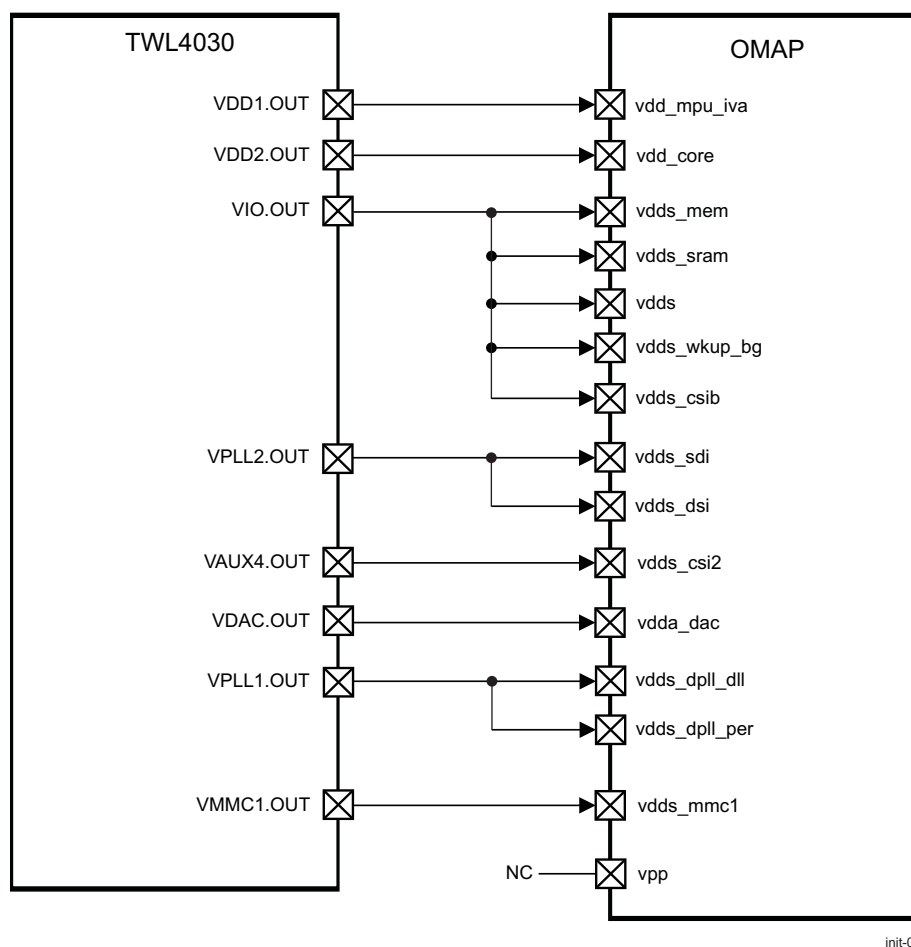 TWL4030
OMAP
VDD1.OUT
vdd_mpu_iva
VDD2.OUT
vdd_core
VIO.OUT
vdds_mem
vdds_sram
vdds
vdds_wkup_bg
vdds_csib
VPLL2.OUT
vdds_sdi
vdds_dsi
VAUX4.OUT
vdds_csi2
VDAC.OUT
vdda_dac
VPLL1.OUT
vdds_dpll_dll
vdds_dpll_per
VMMC1.OUT
vdds_mmc1
NC
vpp